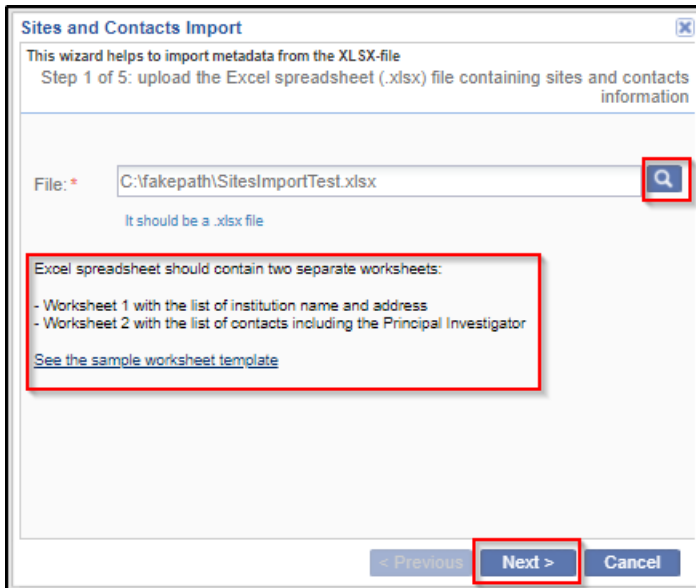 Sites and Contacts Import
This wizard helps to import metadata from the XLSX-file
Step 1 of 5: upload the Excel spreadsheet (.xlsx) file containing sites and contacts
information
File: *
C:\fakepath\SitesImportTest.xlsx
It should be a .xlsx file
Excel spreadsheet should contain two separate worksheets:
- Worksheet 1 with the list of institution name and address
- Worksheet 2 with the list of contacts including the Principal Investigator
See the sample worksheet template
< Previous
Next >
Cancel